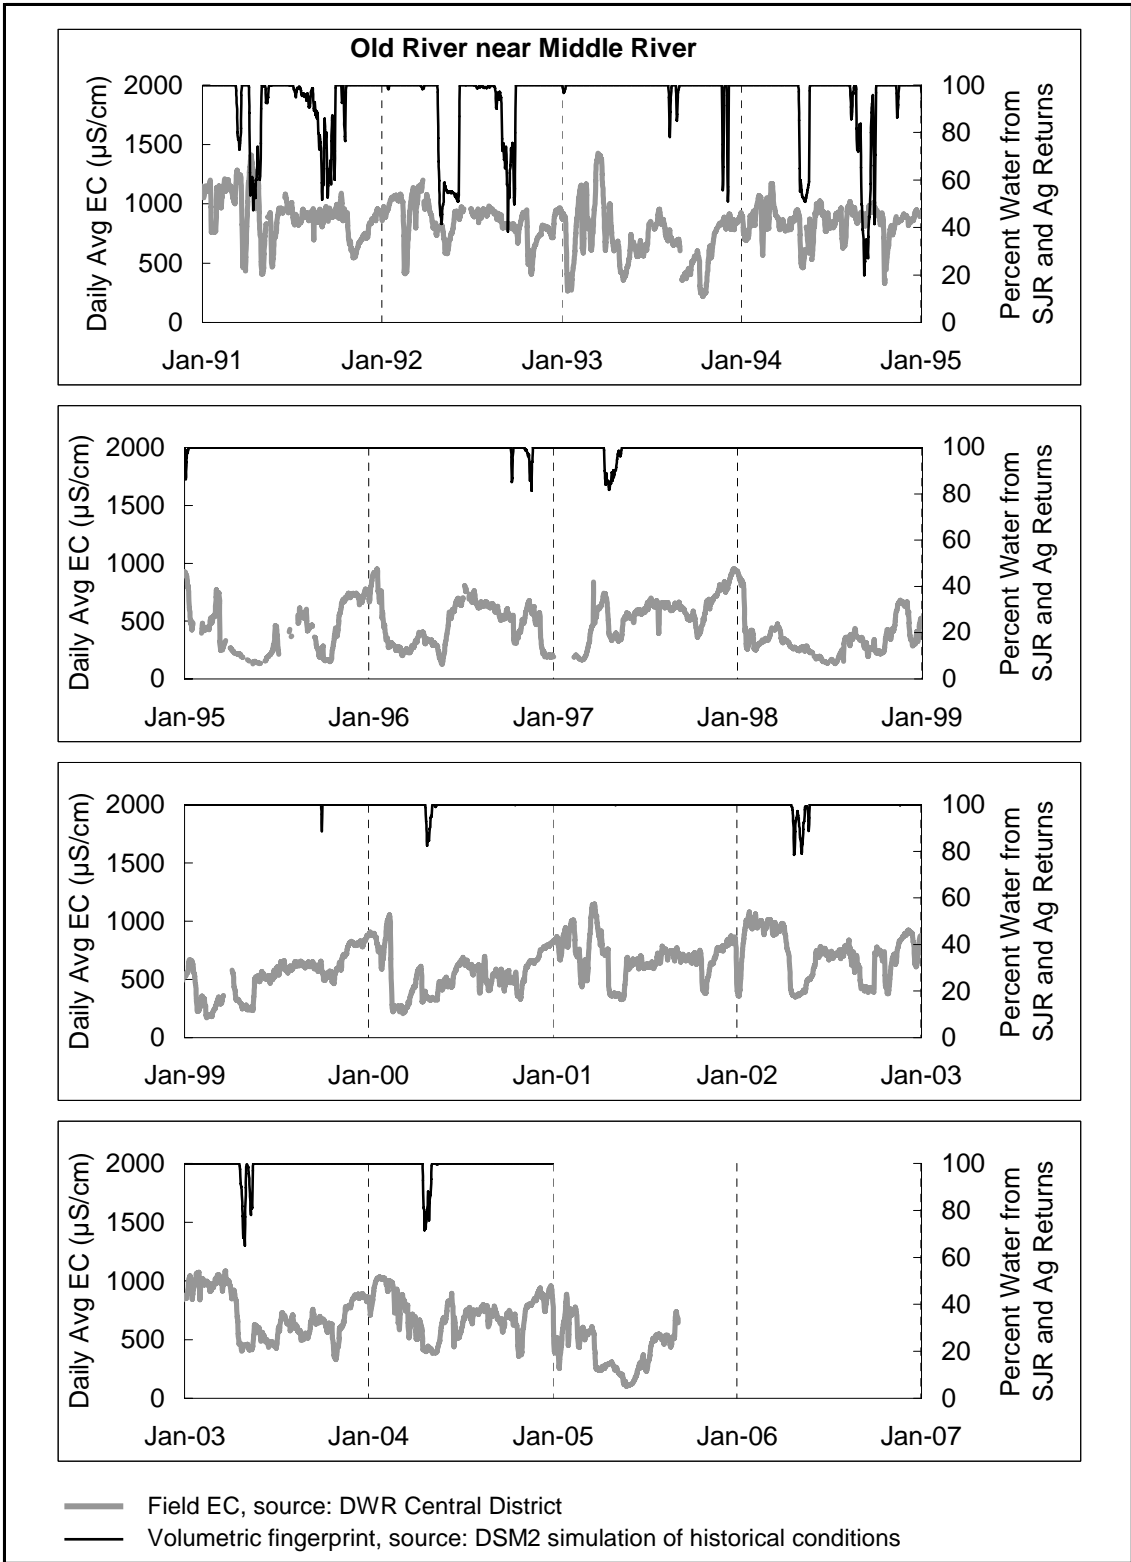 Old River near Middle River
Daily Avg EC (µS/cm)
2000
1500
1000
500
0
100
80
60
40
20
0
Percent Water from
SJR and Ag Returns
Jan-91
Jan-92
Jan-93
Jan-94
Jan-95
Daily Avg EC (µS/cm)
2000
1500
1000
500
0
100
80
60
40
20
0
Percent Water from
SJR and Ag Returns
Jan-95
Jan-96
Jan-97
Jan-98
Jan-99
Daily Avg EC (µS/cm)
2000
1500
1000
500
0
100
80
60
40
20
0
Percent Water from
SJR and Ag Returns
Jan-99
Jan-00
Jan-01
Jan-02
Jan-03
Daily Avg EC (µS/cm)
2000
1500
1000
500
0
100
80
60
40
20
0
Percent Water from
SJR and Ag Returns
Jan-03
Jan-04
Jan-05
Jan-06
Jan-07
Field EC, source: DWR Central District
Volumetric fingerprint, source: DSM2 simulation of historical conditions